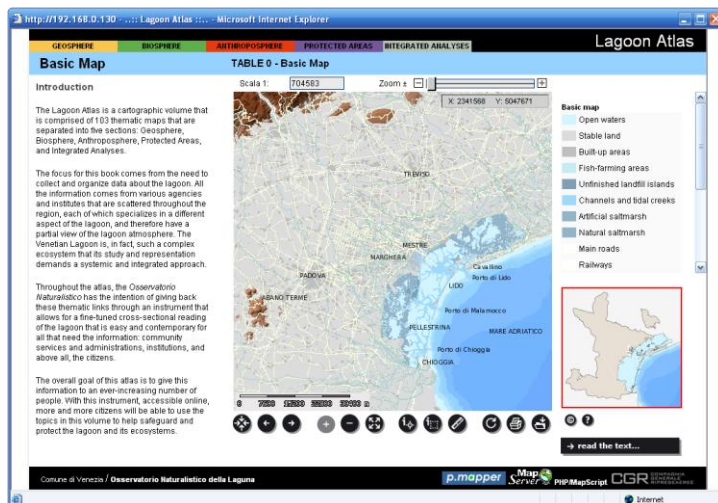 http://192.168.0.130 - ..:: Lagoon Atlas ::.. - Microsoft Internet Explorer
GEOSPHERE BIOSPHERE ANTHROPOSPHERE PROTECTED AREAS INTEGRATED ANALYSES
Lagoon Atlas
Basic Map
TABLE 0 - Basic Map
Introduction
The Lagoon Atlas is a cartographic volume that
is comprised of 103 thematic maps that are
separated into five sections: Geosphere,
Biosphere, Anthroposphere, Protected Areas,
and Integrated Analyses.
The focus for this book comes from the need to
collect and organize data about the lagoon. All
the information comes from various agencies
and institutes that are scattered throughout the
region, each of which specializes in a different
aspect of the lagoon, and therefore have a
partial view of the lagoon atmosphere. The
Venetian Lagoon is, in fact, such a complex
ecosystem that its study and representation
demands a systemic and integrated approach.
Throughout the atlas, the Osservatorio
Naturalistico has the intention of giving back
these thematic links through an instrument that
allows for a fine-tuned cross-sectional reading
of the lagoon that is easy and contemporary for
all that need the information: community
services and administrations, institutions, and
above all, the citizens.
The overall goal of this atlas is to give this
information to an ever-increasing number of
people. With this instrument, accessible online,
more and more citizens will be able to use the
topics in this volume to help safeguard and
protect the lagoon and its ecosystems.
Scala 1: 704583 Zoom ±
X: 2341568 Y: 5047671
TREVISO
MESTRE
MARGHERA
Cavallino
PADOVA
Porto di Lido
LIDO
ABANO TERME
Porto di Malamocco
PELLESTRINA
MARE ADRIATICO
Porto di Chioggia
CHIOGGIA
Basic map
Open waters
Stable land
Built-up areas
Fish-farming areas
Unfinished landfill islands
Channels and tidal creeks
Artificial saltmarsh
Natural saltmarsh
Main roads
Railways
→ read the text...
Comune di Venezia / Osservatorio Naturalistico della Laguna
p.mapper
Map Server
PHP/MapScript
CGR COMPAGNIA GENERALE RIPRESEAEREE
Internet